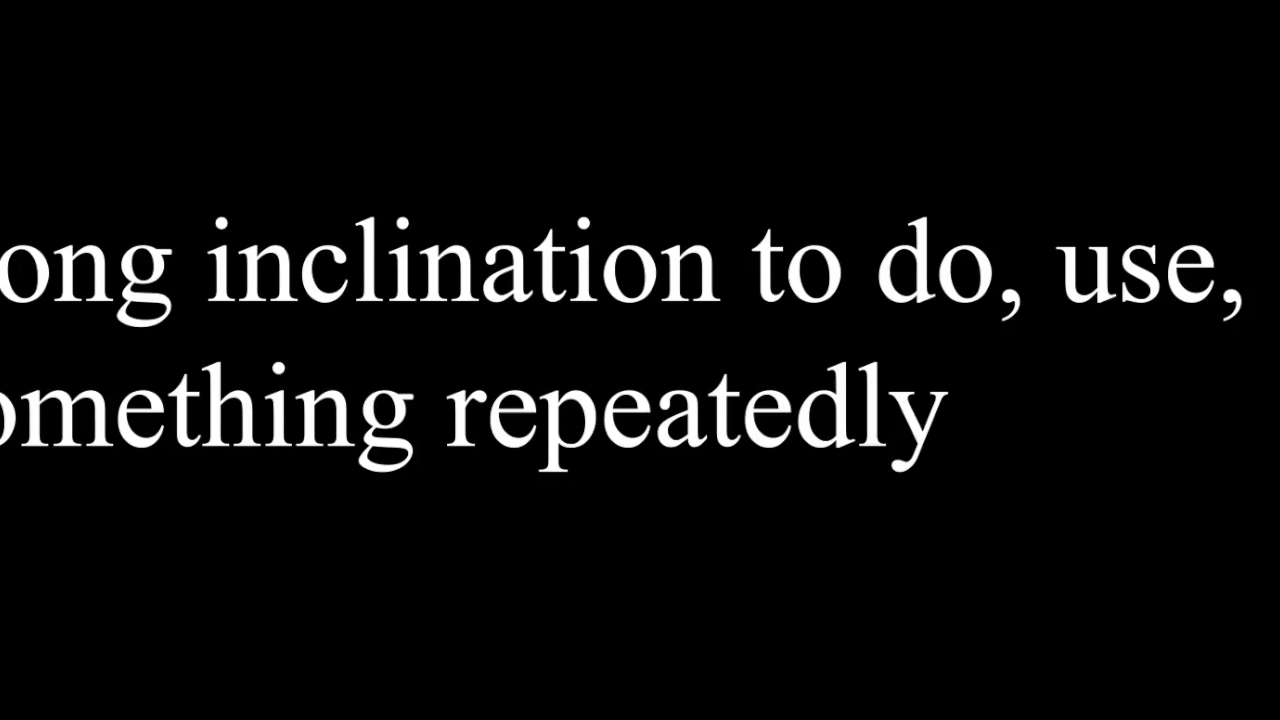 ong inclination to do, use,
omething repeatedly